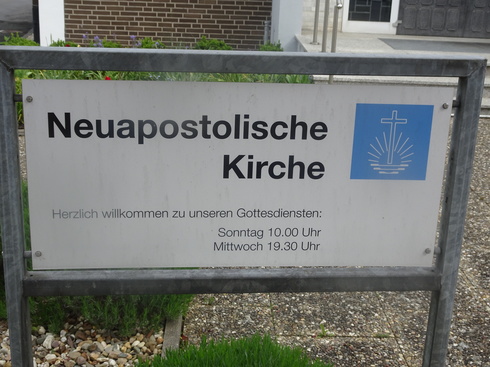 Neuapostolische
Kirche
Herzlich willkommen zu unseren Gottesdiensten:
Sonntag 10.00 Uhr
Mittwoch 19.30 Uhr